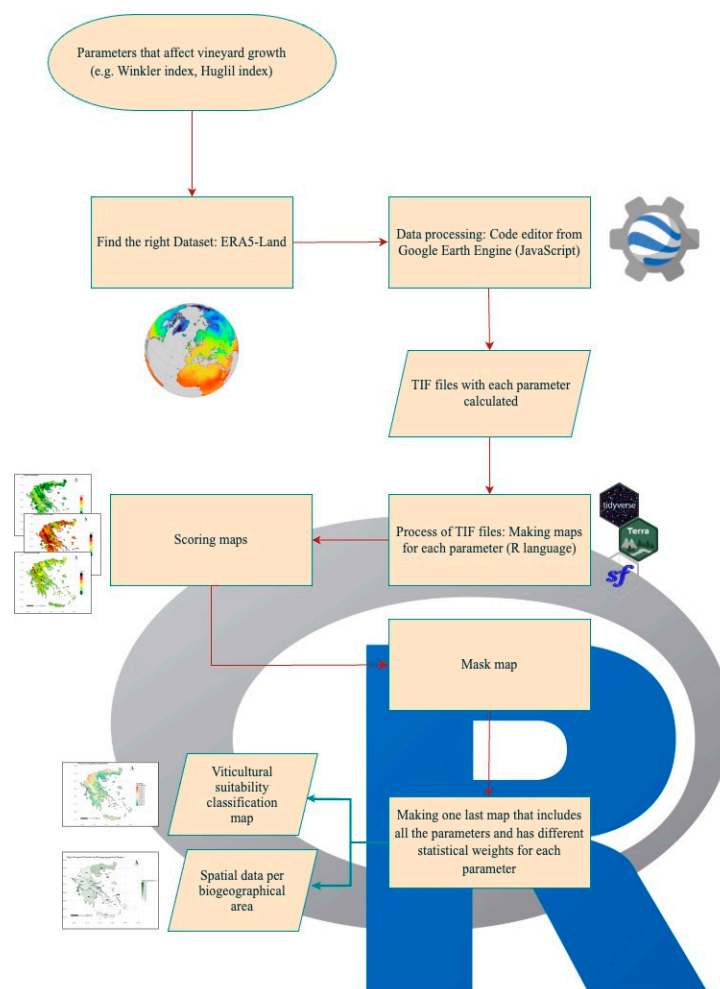 Parameters that affect vineyard growth
(e.g. Winkler index, Huglil index)
Find the right Dataset: ERA5-Land
Data processing: Code editor from
Google Earth Engine (JavaScript)
TIF files with each parameter
calculated
tidyverse
Terra
sf
Scoring maps
Process of TIF files: Making maps
for each parameter (R language)
Mask map
Viticultural
suitability
classification
map
Making one last map that includes
all the parameters and has different
statistical weights for each
parameter
Spatial data per
biogeographical
area
R